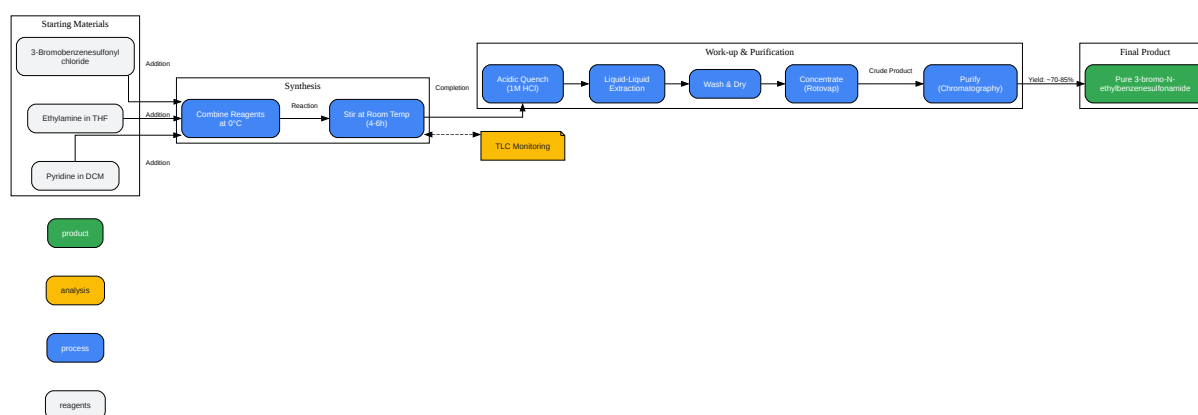 Starting Materials
3-Bromobenzenesulfonyl
chloride
Addition
Ethylamine in THF
Addition
Pyridine in DCM
Addition
Synthesis
Combine Reagents
at 0°C
Reaction
Stir at Room Temp
(4-6h)
Completion
TLC Monitoring
Work-up & Purification
Acidic Quench
(1M HCl)
Liquid-Liquid
Extraction
Wash & Dry
Concentrate
(Rotovap)
Crude Product
Purify
(Chromatography)
Yield: ~70-85%
Final Product
Pure 3-bromo-N-
ethylbenzenesulfonamide
product
analysis
process
reagents